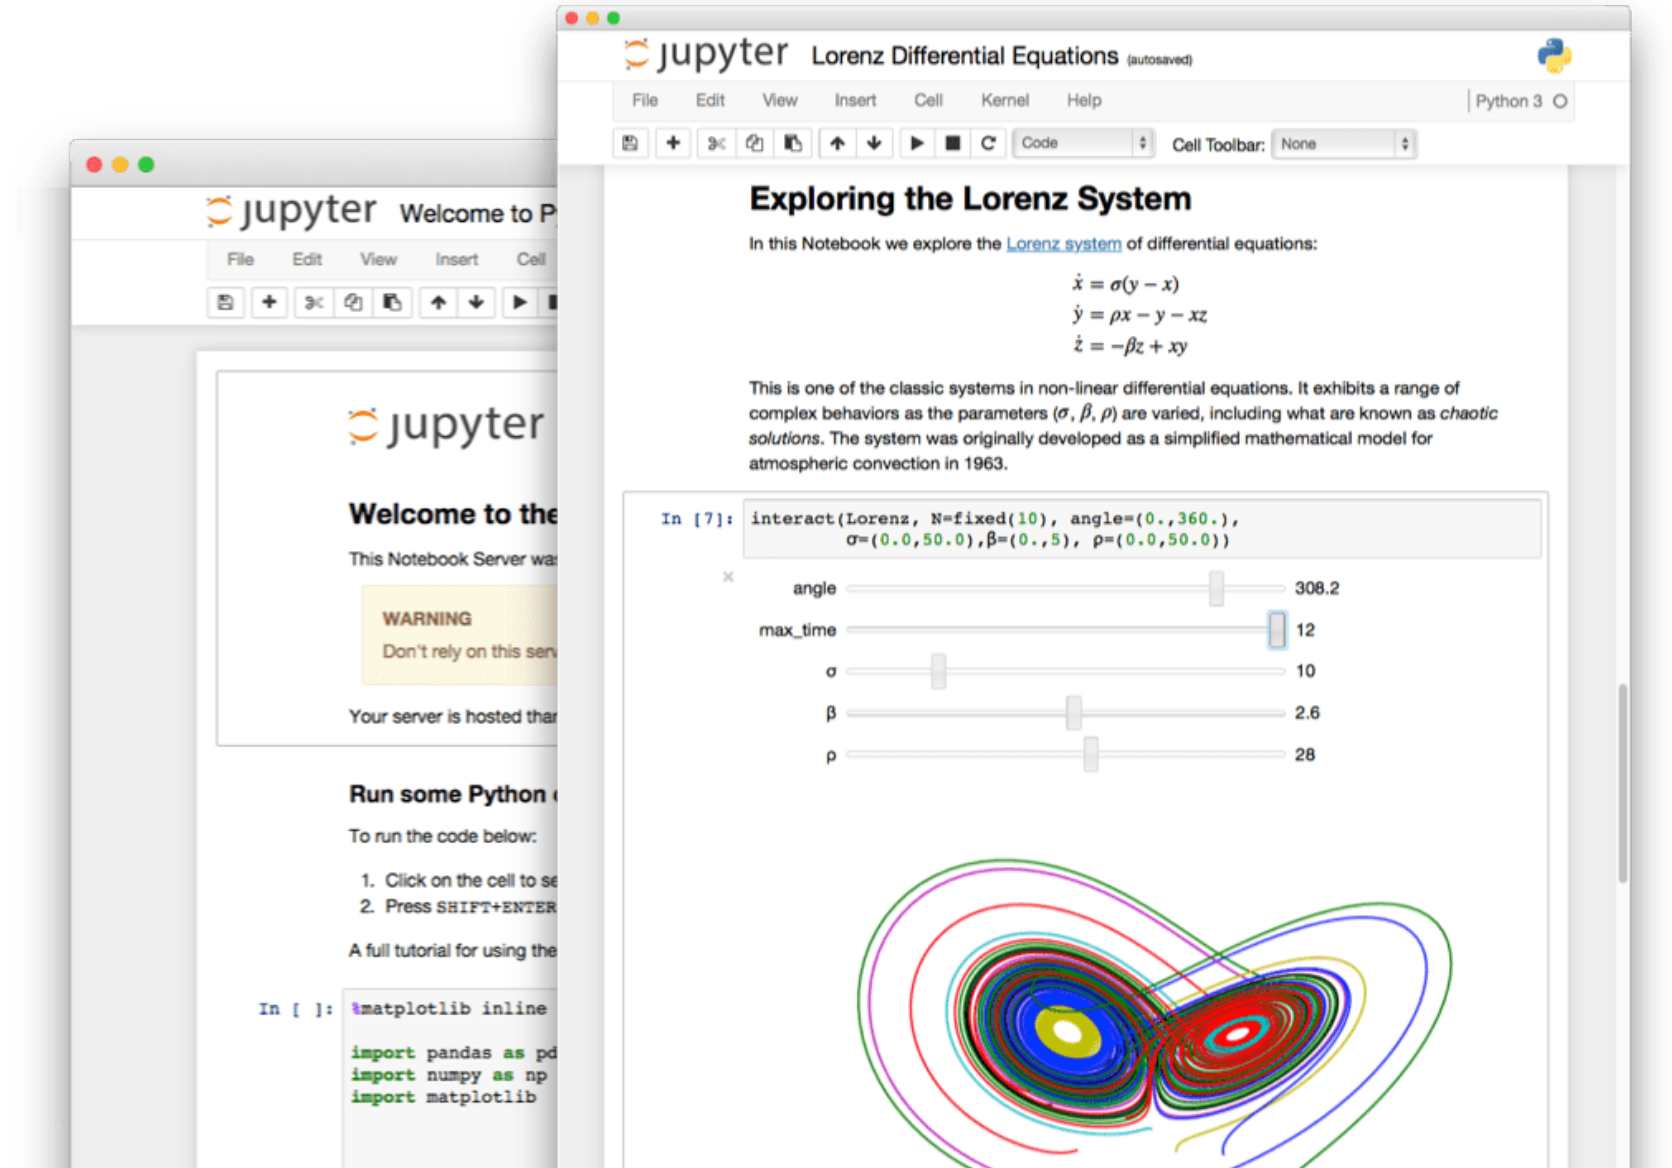 jupyter Lorenz Differential Equations (autosaved)
File Edit View Insert Cell Kernel Help Python 3
Code Cell Toolbar: None
Exploring the Lorenz System
In this Notebook we explore the Lorenz system of differential equations:
ẋ = σ(y − x)
ẏ = ρx − y − xz
ż = −βz + xy
This is one of the classic systems in non-linear differential equations. It exhibits a range of
complex behaviors as the parameters (σ, β, ρ) are varied, including what are known as chaotic
solutions. The system was originally developed as a simplified mathematical model for
atmospheric convection in 1963.
In [7]: interact(Lorenz, N=fixed(10), angle=(0.,360.),
σ=(0.0,50.0),β=(0.,5), ρ=(0.0,50.0))
angle 308.2
max_time 12
σ 10
β 2.6
ρ 28
jupyter Welcome to P
File Edit View Insert Cell
jupyter
Welcome to the
This Notebook Server was
WARNING
Don't rely on this serv
Your server is hosted than
Run some Python
To run the code below:
1. Click on the cell to se
2. Press SHIFT+ENTER
A full tutorial for using the
In [ ]: %matplotlib inline
import pandas as pd
import numpy as np
import matplotlib